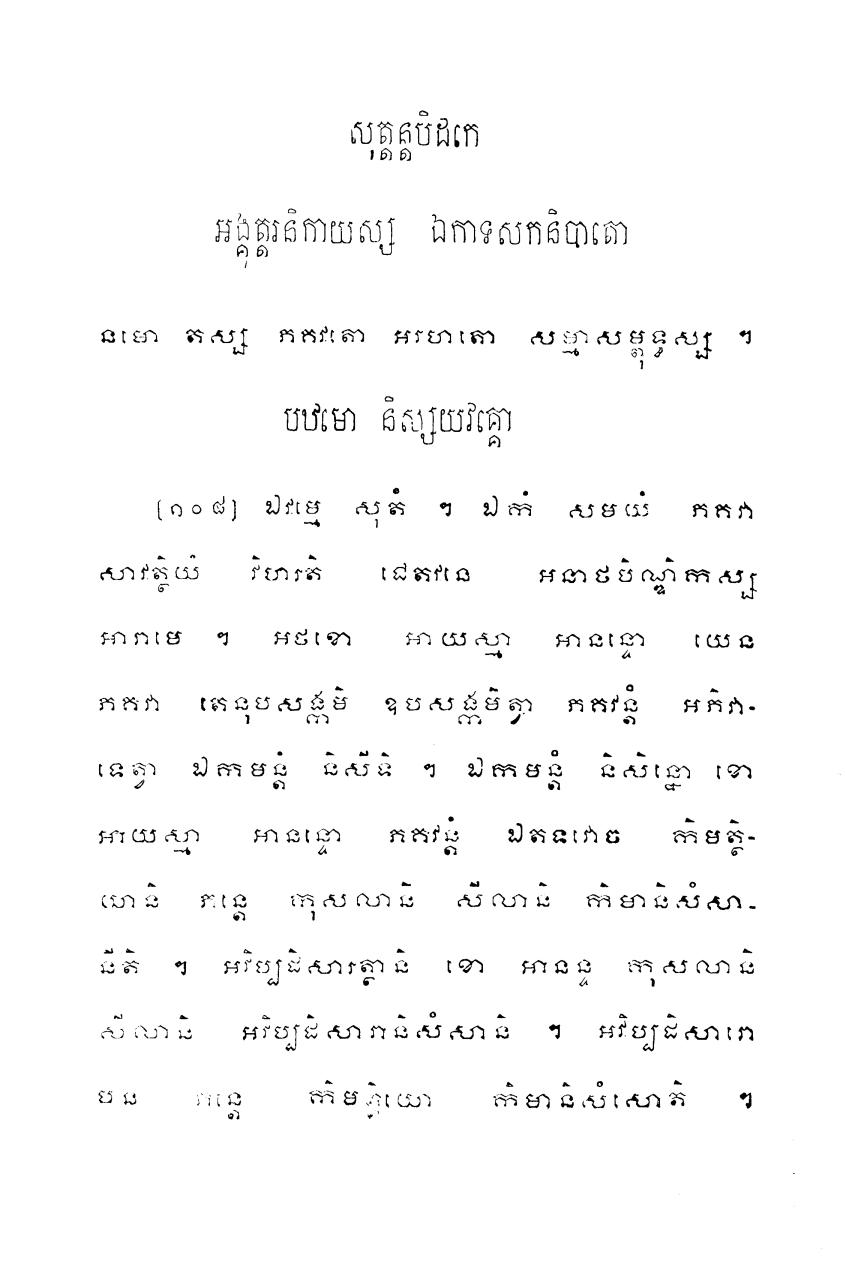 សុត្តន្តបិដកេ
អង្គុត្តរនិកាយស្ស ឯកាទសកនិបាតោ
នមោ តស្ស ភគវតោ អរហតោ សម្មាសម្ពុទ្ធស្ស ។
បឋមោ និស្សយវគ្គោ
[១០៨] ឯវម្មេ សុតំ ។ ឯកំ សមយំ ភគវា
សាវត្ថិយំ វិហរតិ ជេតវនេ អនាថបិណ្ឌិកស្ស
អារាមេ ។ អថខោ អាយស្មា អានន្ទោ យេន
ភគវា តេនុបសង្កមិ ឧបសង្កមិត្វា ភគវន្តំ អភិវា-
ទេត្វា ឯកមន្តំ និសីទិ ។ ឯកមន្តំ និសិន្នោ ខោ
អាយស្មា អានន្ទោ ភគវន្តំ ឯតទវោច កិមត្ថិ-
យានិ ភន្តេ កុសលានិ សីលានិ កិមានិសំសា-
នីតិ ។ អវិប្បដិសារត្ថានិ ខោ អានន្ទ កុសលានិ
សីលានិ អវិប្បដិសារានិសំសានិ ។ អវិប្បដិសារោ
បន ភន្តេ កិមត្ថិយោ កិមានិសំសោតិ ។